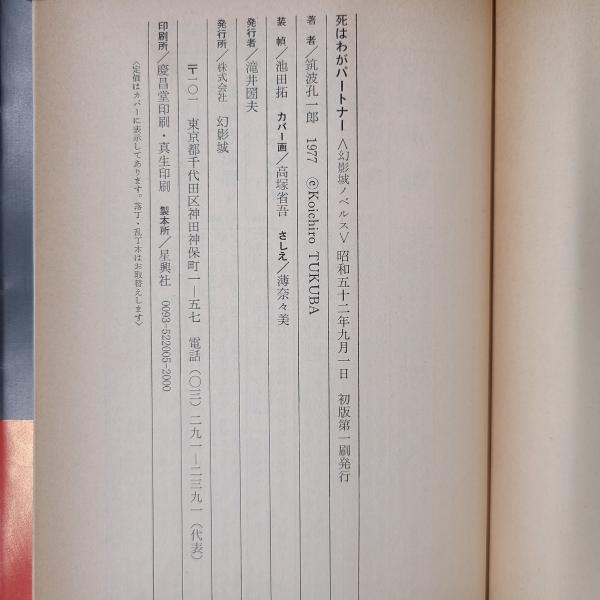 死はわがパートナー 〈幻影城ノベルス〉 昭和五十二年九月一日 初版第一刷発行
著者／筑波孔一郎 1977 ©Koichiro TUKUBA
装幀／池田拓 カバー画／高塚省吾 さしえ／薄奈々美
発行者／滝井圀夫
発行所／株式会社 幻影城
〒一〇一 東京都千代田区神田神保町一—五七 電話（〇三）二九一—二三九一（代表）
印刷所／慶昌堂印刷・真生印刷 製本所／星興社 0093-522005-2000
〈定価はカバーに表示してあります。落丁・乱丁本はお取替えします〉